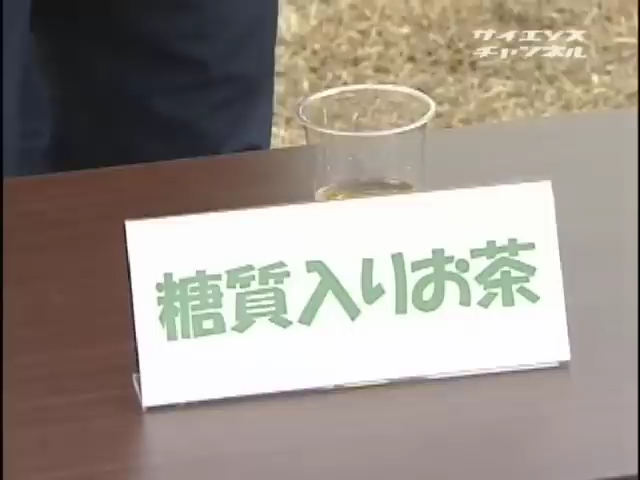 サイエンス
チャンネル
糖質入りお茶